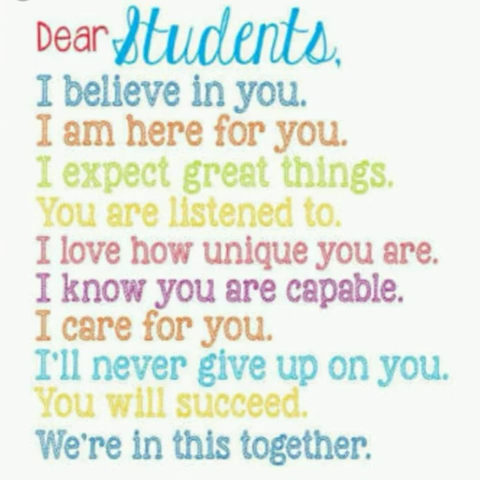 Dear Students,
I believe in you.
I am here for you.
I expect great things.
You are listened to.
I love how unique you are.
I know you are capable.
I care for you.
I'll never give up on you.
You will succeed.
We're in this together.